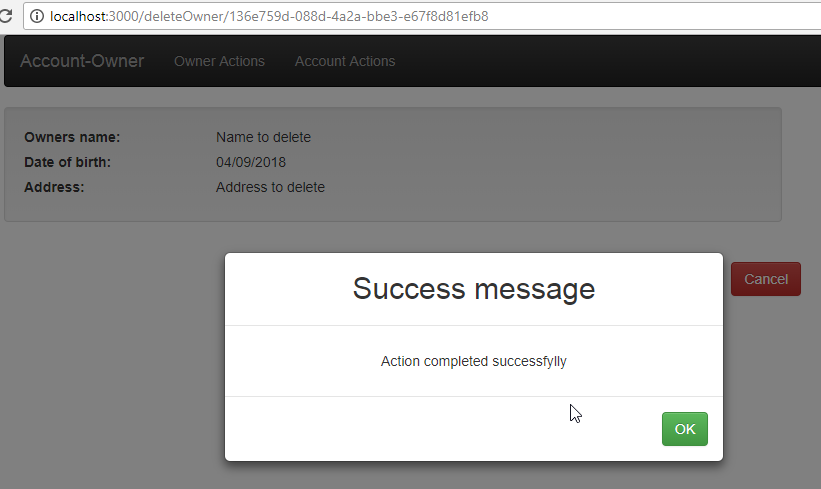 localhost:3000/deleteOwner/136e759d-088d-4a2a-bbe3-e67f8d81efb8
Account-Owner Owner Actions Account Actions
Owners name: Name to delete
Date of birth: 04/09/2018
Address: Address to delete
Cancel
Success message
Action completed successfylly
OK